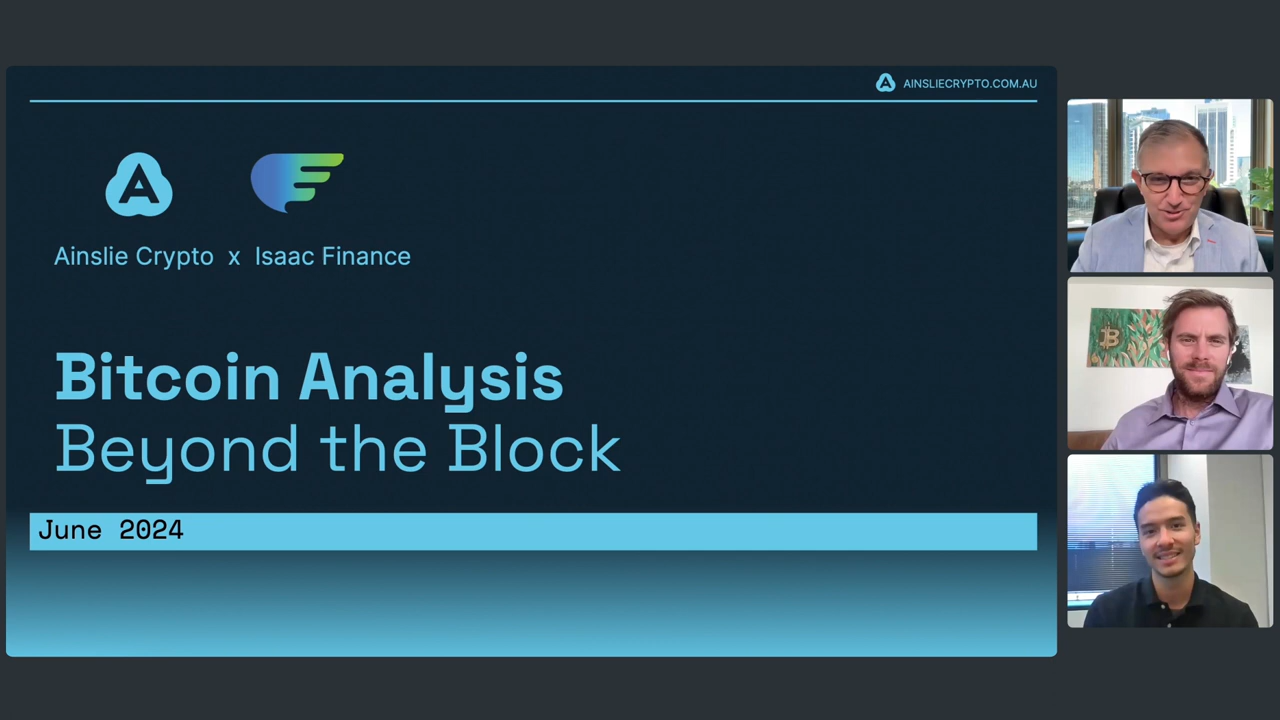 AINSLIECRYPTO.COM.AU
Ainslie Crypto x Isaac Finance
Bitcoin Analysis
Beyond the Block
June 2024